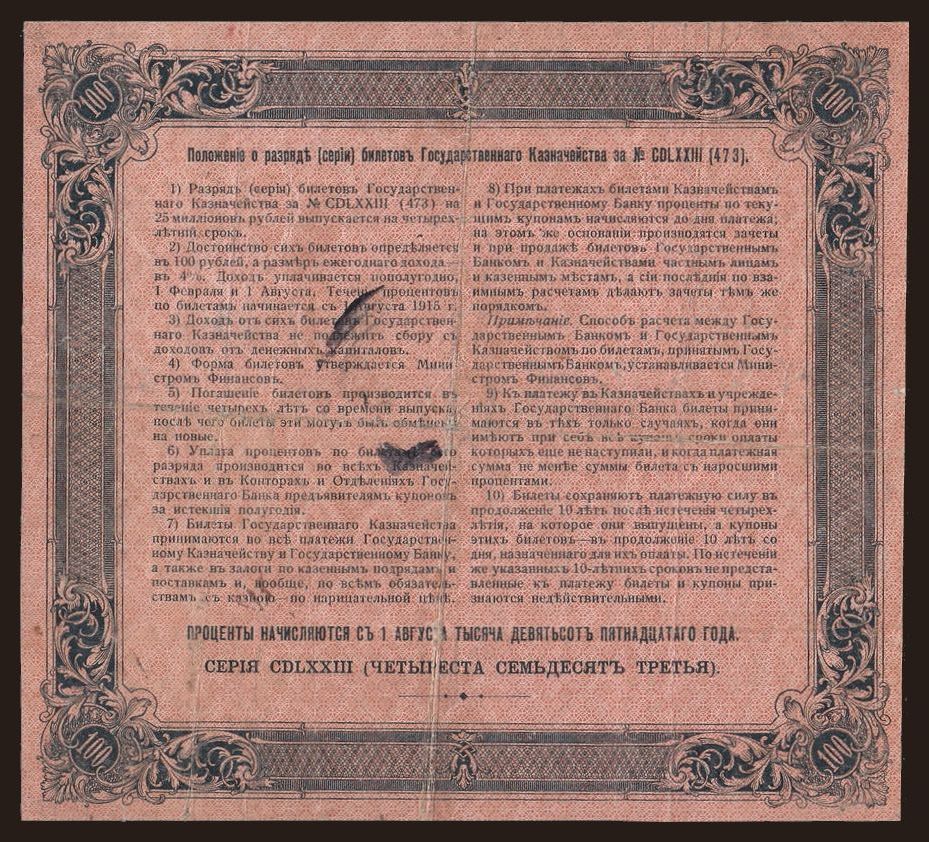 100
100
Положеніе о разрядѣ (серіи) билетовъ Государственнаго Казначейства за № CDLXXIII (473).
1) Разрядъ (серія) билетовъ Государствен-
наго Казначейства за № CDLXXIII (473) на
25 милліоновъ рублей выпускается на четырех-
лѣтній срокъ.
2) Достоинство сихъ билетовъ опредѣляется
въ 100 рублей, а размѣръ ежегоднаго дохода—
въ 4%. Доходъ уплачивается пополугодно,
1 Февраля и 1 Августа. Теченіе процентовъ
по билетамъ начинается съ 1 Августа 1915 г.
3) Доходъ отъ сихъ билетовъ Государствен-
наго Казначейства не подлежитъ сбору съ
доходовъ отъ денежныхъ капиталовъ.
4) Форма билетовъ утверждается Мини
стромъ Финансовъ.
5) Погашеніе билетовъ производится въ
теченіе четырехъ лѣтъ со времени выпуска,
послѣ чего билеты эти могутъ быть обмѣнены
на новые.
6) Уплата процентовъ по билетамъ
разряда производится во всѣхъ Казначей-
ствахъ и въ Конторахъ и Отдѣленіяхъ Госу-
дарственнаго Банка предъявителямъ купоновъ
за истекшія полугодія.
7) Билеты Государственнаго Казначейства
принимаются во всѣ платежи Государствен-
ному Казначейству и Государственному Банку,
а также въ залоги по казеннымъ подрядамъ и
поставкамъ и, вообще, по всѣмъ обязатель-
ствамъ съ казною—по нарицательной цѣнѣ.
8) При платежахъ билетами Казначействамъ
и Государственному Банку проценты по теку-
щимъ купонамъ начисляются до дня платежа;
на этомъ же основаніи производятся зачеты
и при продажѣ билетовъ Государственнымъ
Банкомъ и Казначействами частнымъ лицамъ
и казеннымъ мѣстамъ, а сіи послѣднія по вза-
имнымъ расчетамъ дѣлаютъ зачеты тѣмъ же
порядкомъ.
Примѣчаніе. Способъ расчета между Госу-
дарственнымъ Банкомъ и Государственнымъ
Казначействомъ по билетамъ, принятымъ Госу-
дарственнымъ Банкомъ, устанавливается Мини-
стромъ Финансовъ.
9) Къ платежу въ Казначействахъ и учрежде-
ніяхъ Государственнаго Банка билеты прини-
маются въ тѣхъ только случаяхъ, когда они
имѣютъ при себѣ всѣ купоны, сроки оплаты
которыхъ еще не наступили, и когда платежная
сумма не менѣе суммы билета съ наросшими
процентами.
10) Билеты сохраняютъ платежную силу въ
продолженіе 10 лѣтъ послѣ истеченія четырех-
лѣтія, на которое они выпущены, а купоны
этихъ билетовъ—въ продолженіе 10 лѣтъ со
дня, назначеннаго для ихъ оплаты. По истеченіи
же указанныхъ 10-лѣтнихъ сроковъ не предста-
вленные къ платежу билеты и купоны при-
знаются недѣйствительными.
ПРОЦЕНТЫ НАЧИСЛЯЮТСЯ СЪ 1 АВГУСТА ТЫСЯЧА ДЕВЯТЬСОТЪ ПЯТНАДЦАТАГО ГОДА.
СЕРІЯ CDLXXIII (ЧЕТЫРЕСТА СЕМЬДЕСЯТЪ ТРЕТЬЯ).
100
100